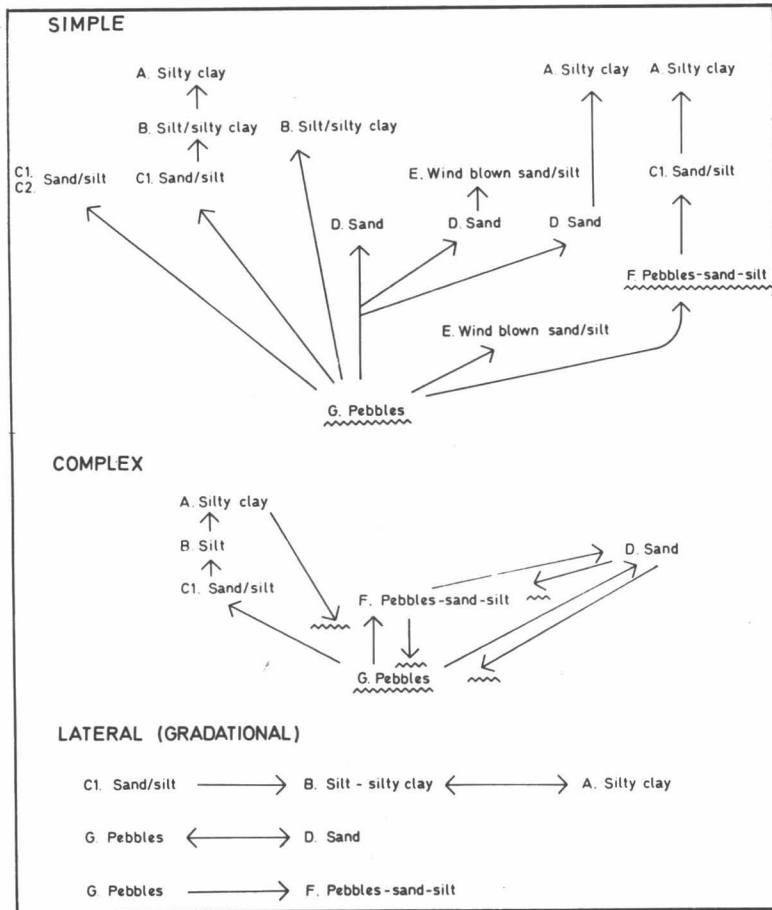 SIMPLE
A. Silty clay
A. Silty clay
A. Silty clay
B. Silt/silty clay
B. Silt/silty clay
C1.
C2. Sand/silt
C1. Sand/silt
E. Wind blown sand/silt
C1. Sand/silt
D. Sand
D. Sand
D. Sand
F. Pebbles-sand-silt
E. Wind blown sand/silt
G. Pebbles
COMPLEX
A. Silty clay
B. Silt
D. Sand
C1. Sand/silt
F. Pebbles-sand-silt
G. Pebbles
LATERAL (GRADATIONAL)
C1. Sand/silt
B. Silt - silty clay
A. Silty clay
G. Pebbles
D. Sand
G. Pebbles
F. Pebbles-sand-silt